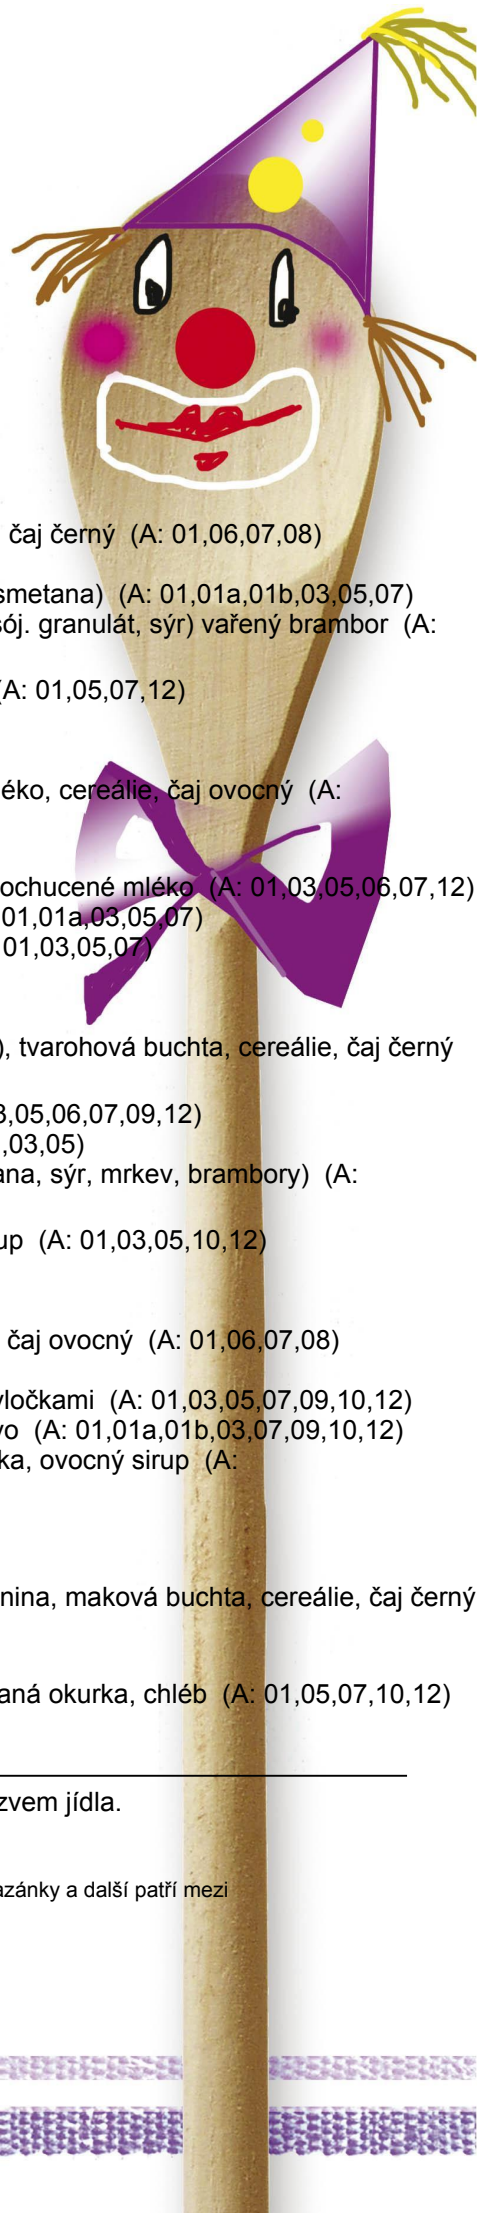 čaj černý (A: 01,06,07,08)
smetana) (A: 01,01a,01b,03,05,07)
sój. granulát, sýr) vařený brambor (A:
(A: 01,05,07,12)
léko, cereálie, čaj ovocný (A:
ochucené mléko (A: 01,03,05,06,07,12)
01,01a,03,05,07)
01,03,05,07)
), tvarohová buchta, cereálie, čaj černý
3,05,06,07,09,12)
,03,05)
ana, sýr, mrkev, brambory) (A:
up (A: 01,03,05,10,12)
čaj ovocný (A: 01,06,07,08)
vločkami (A: 01,03,05,07,09,10,12)
vo (A: 01,01a,01b,03,07,09,10,12)
ka, ovocný sirup (A:
nina, maková buchta, cereálie, čaj černý
aná okurka, chléb (A: 01,05,07,10,12)
zvem jídla.
azánky a další patří mezi